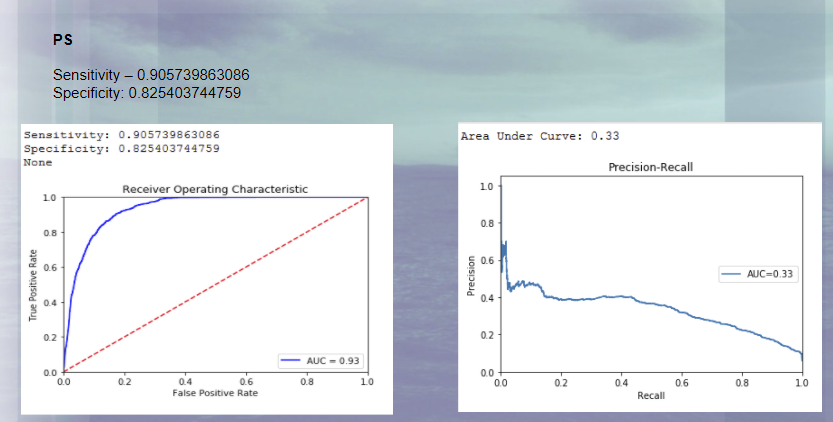 PS
Sensitivity – 0.905739863086
Specificity: 0.825403744759
Sensitivity: 0.905739863086
Specificity: 0.825403744759
None
Receiver Operating Characteristic
1.0
0.8
0.6
0.4
0.2
0.0
True Positive Rate
AUC = 0.93
0.0 0.2 0.4 0.6 0.8 1.0
False Positive Rate
Area Under Curve: 0.33
Precision-Recall
1.0
0.8
0.6
0.4
0.2
0.0
Precision
AUC=0.33
0.0 0.2 0.4 0.6 0.8 1.0
Recall